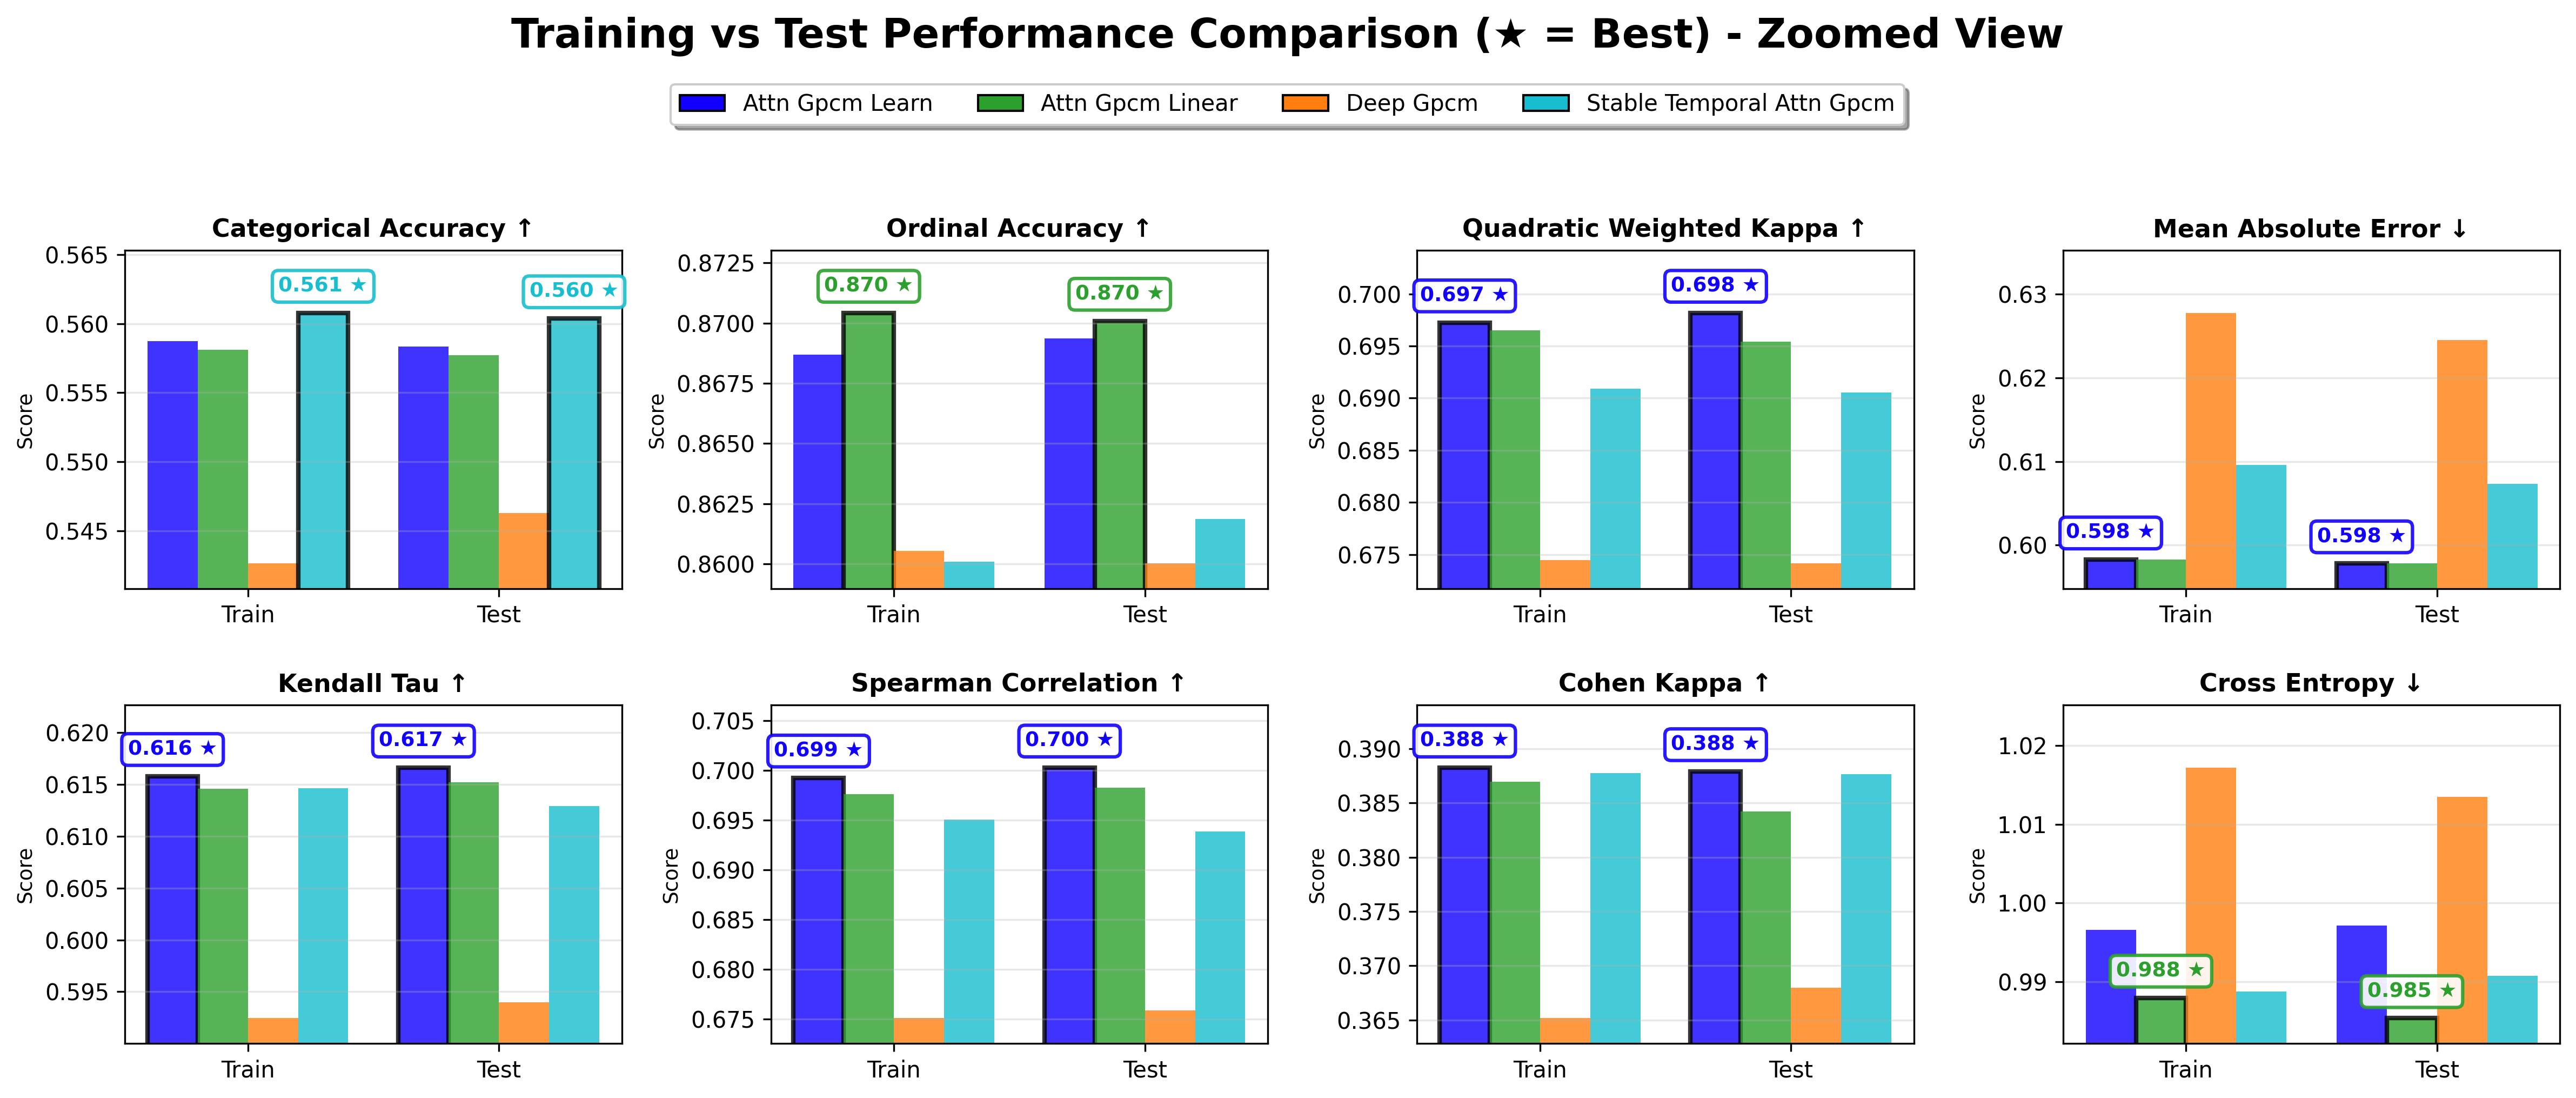 Training vs Test Performance Comparison (★ = Best) - Zoomed View
Attn Gpcm Learn Attn Gpcm Linear Deep Gpcm Stable Temporal Attn Gpcm
Categorical Accuracy ↑
Score
0.565
0.560
0.555
0.550
0.545
0.561 ★
0.560 ★
Train Test
Ordinal Accuracy ↑
Score
0.8725
0.8700
0.8675
0.8650
0.8625
0.8600
0.870 ★
0.870 ★
Train Test
Quadratic Weighted Kappa ↑
Score
0.700
0.695
0.690
0.685
0.680
0.675
0.697 ★
0.698 ★
Train Test
Mean Absolute Error ↓
Score
0.63
0.62
0.61
0.60
0.598 ★
0.598 ★
Train Test
Kendall Tau ↑
Score
0.620
0.615
0.610
0.605
0.600
0.595
0.616 ★
0.617 ★
Train Test
Spearman Correlation ↑
Score
0.705
0.700
0.695
0.690
0.685
0.680
0.675
0.699 ★
0.700 ★
Train Test
Cohen Kappa ↑
Score
0.390
0.385
0.380
0.375
0.370
0.365
0.388 ★
0.388 ★
Train Test
Cross Entropy ↓
Score
1.02
1.01
1.00
0.99
0.988 ★
0.985 ★
Train Test